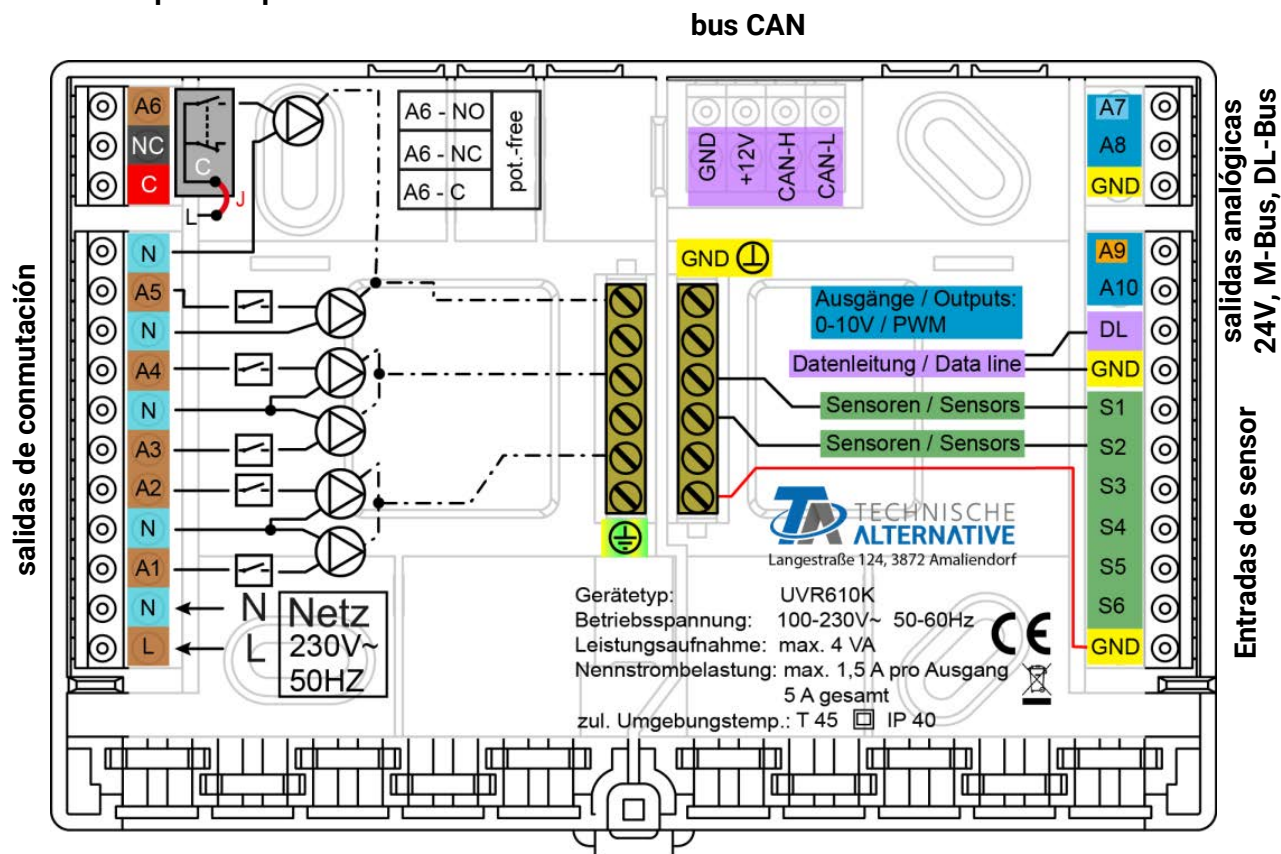 bus CAN
A6
NC
C
C
J
L
A6 - NO
A6 - NC
A6 - C
pot.-free
GND
+12V
CAN-H
CAN-L
A7
A8
GND
salidas analógicas
24V, M-Bus, DL-Bus
salidas de conmutación
N
A5
N
A4
N
A3
A2
N
A1
N
L
N
L
Netz
230V~
50HZ
GND
Ausgänge / Outputs:
0-10V / PWM
Datenleitung / Data line
Sensoren / Sensors
Sensoren / Sensors
A9
A10
DL
GND
S1
S2
S3
S4
S5
S6
GND
Entradas de sensor
TA TECHNISCHE
ALTERNATIVE
Langestraße 124, 3872 Amaliendorf
Gerätetyp: UVR610K
Betriebsspannung: 100-230V~ 50-60Hz
Leistungsaufnahme: max. 4 VA
Nennstrombelastung: max. 1,5 A pro Ausgang
5 A gesamt
zul. Umgebungstemp.: T 45 IP 40
CE